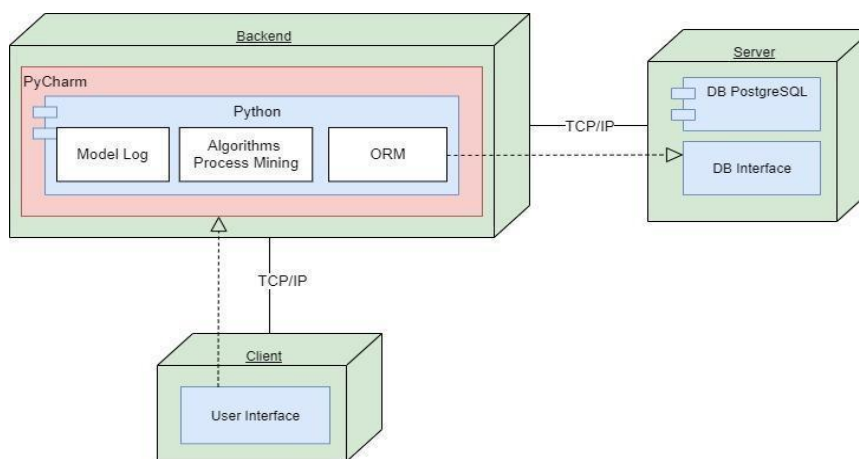 Backend
Server
PyCharm
DB PostgreSQL
Python
TCP/IP
Model Log
Algorithms
Process Mining
ORM
DB Interface
TCP/IP
Client
User Interface